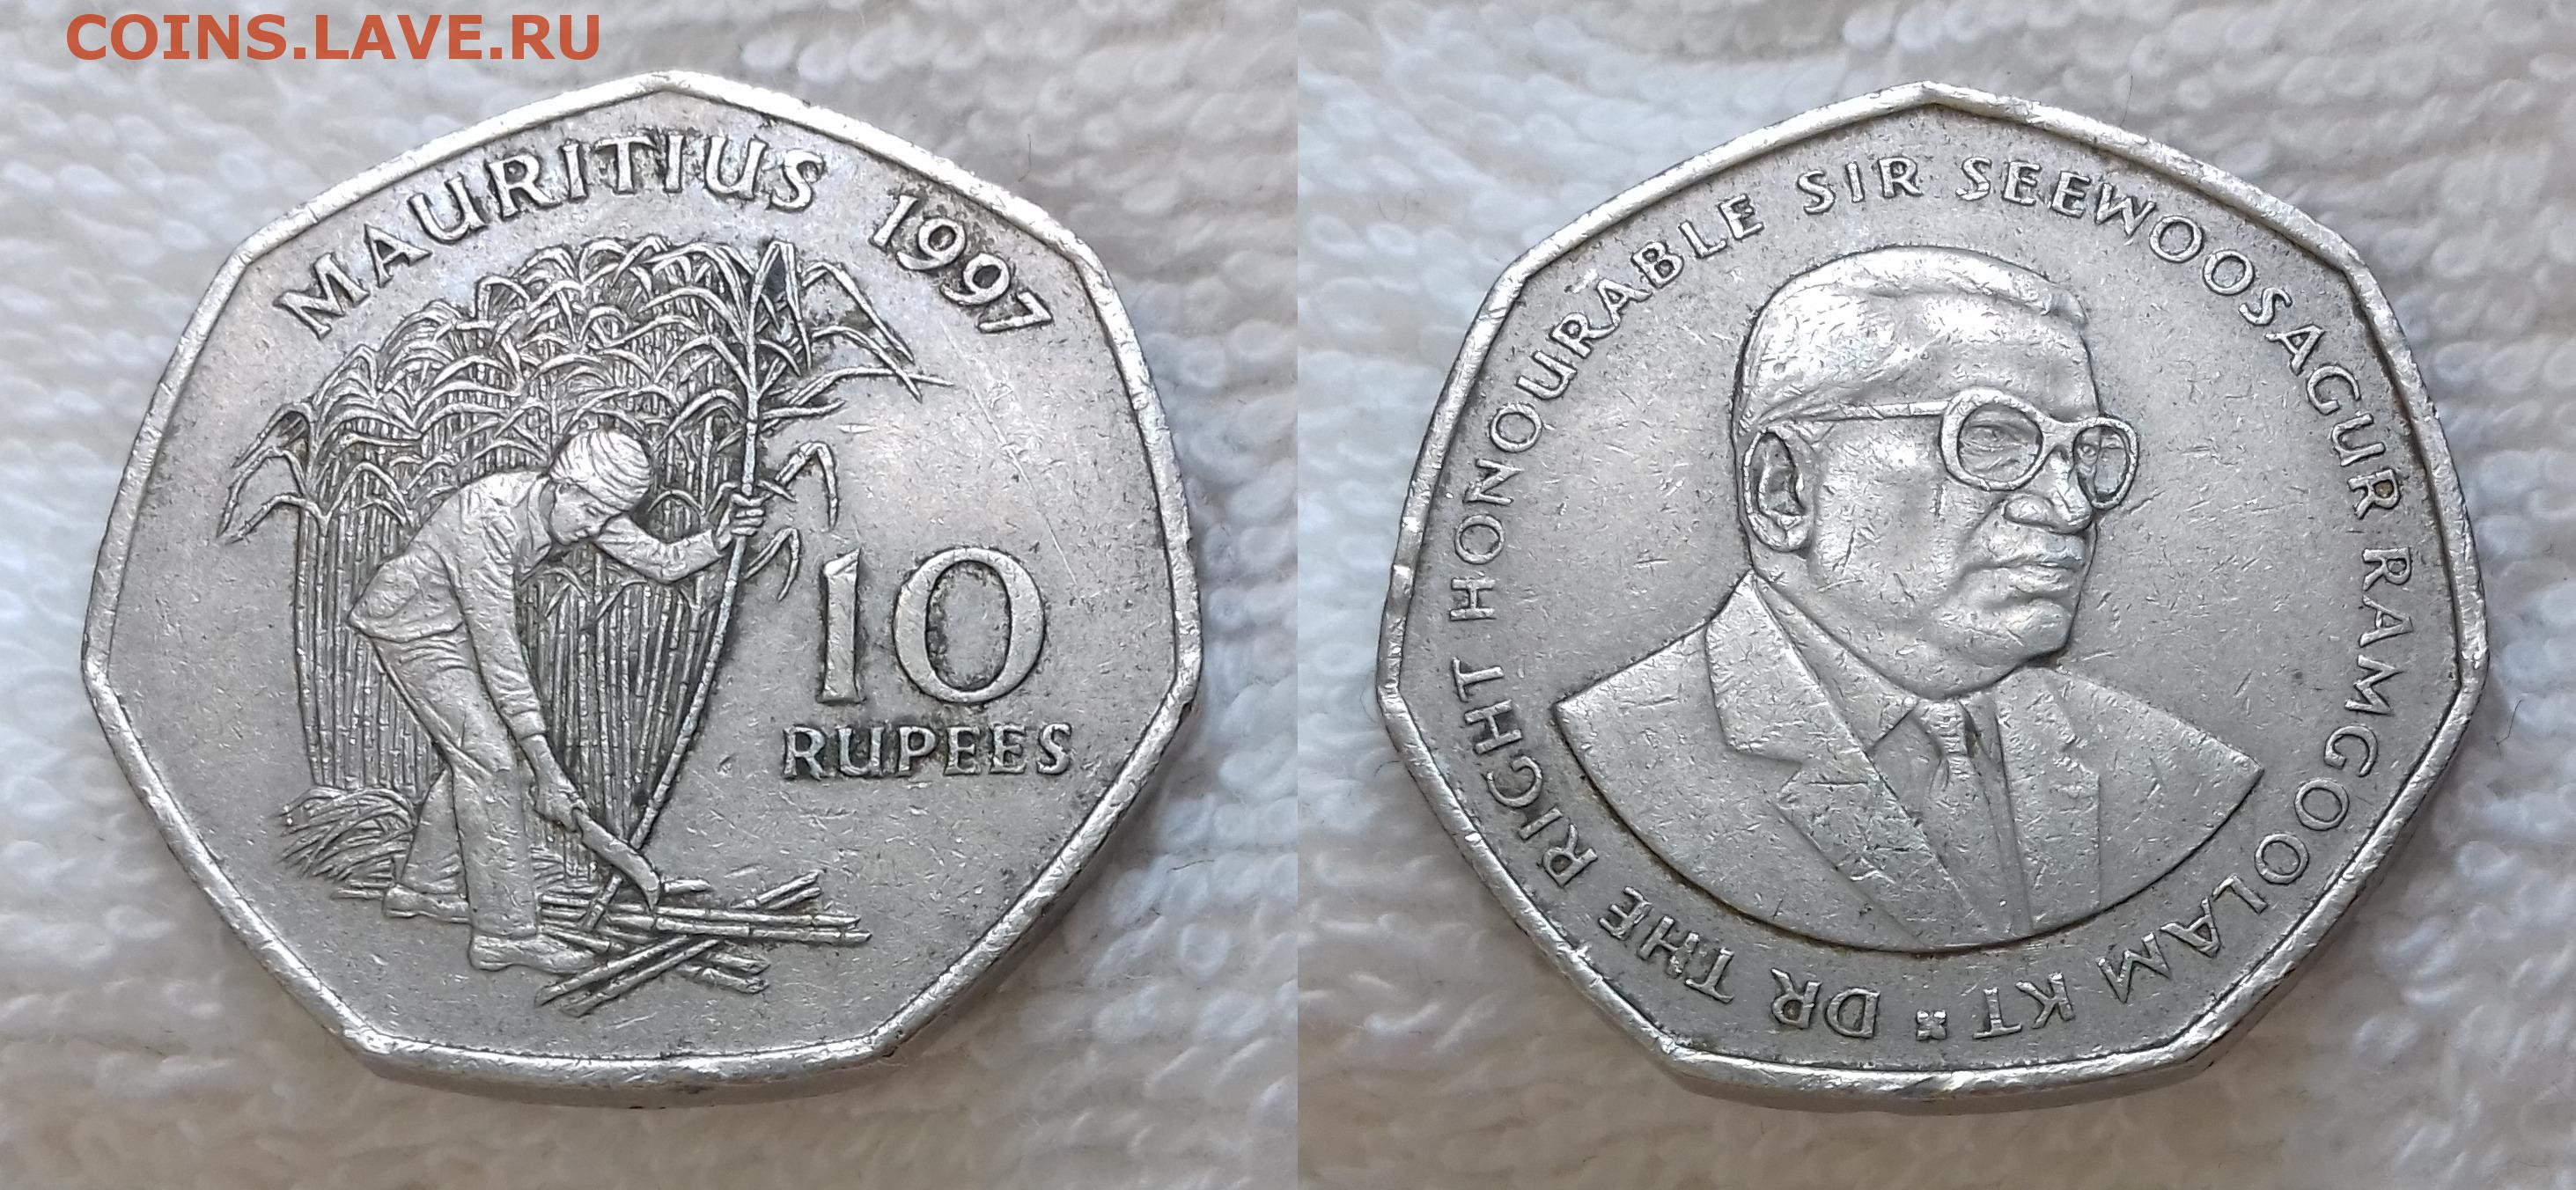 COINS.LAVE.RU
MAURITIUS 1997
10
RUPEES
DR THE RIGHT HONOURABLE SIR SEEWOOSAGUR RAMGOOLAM KT